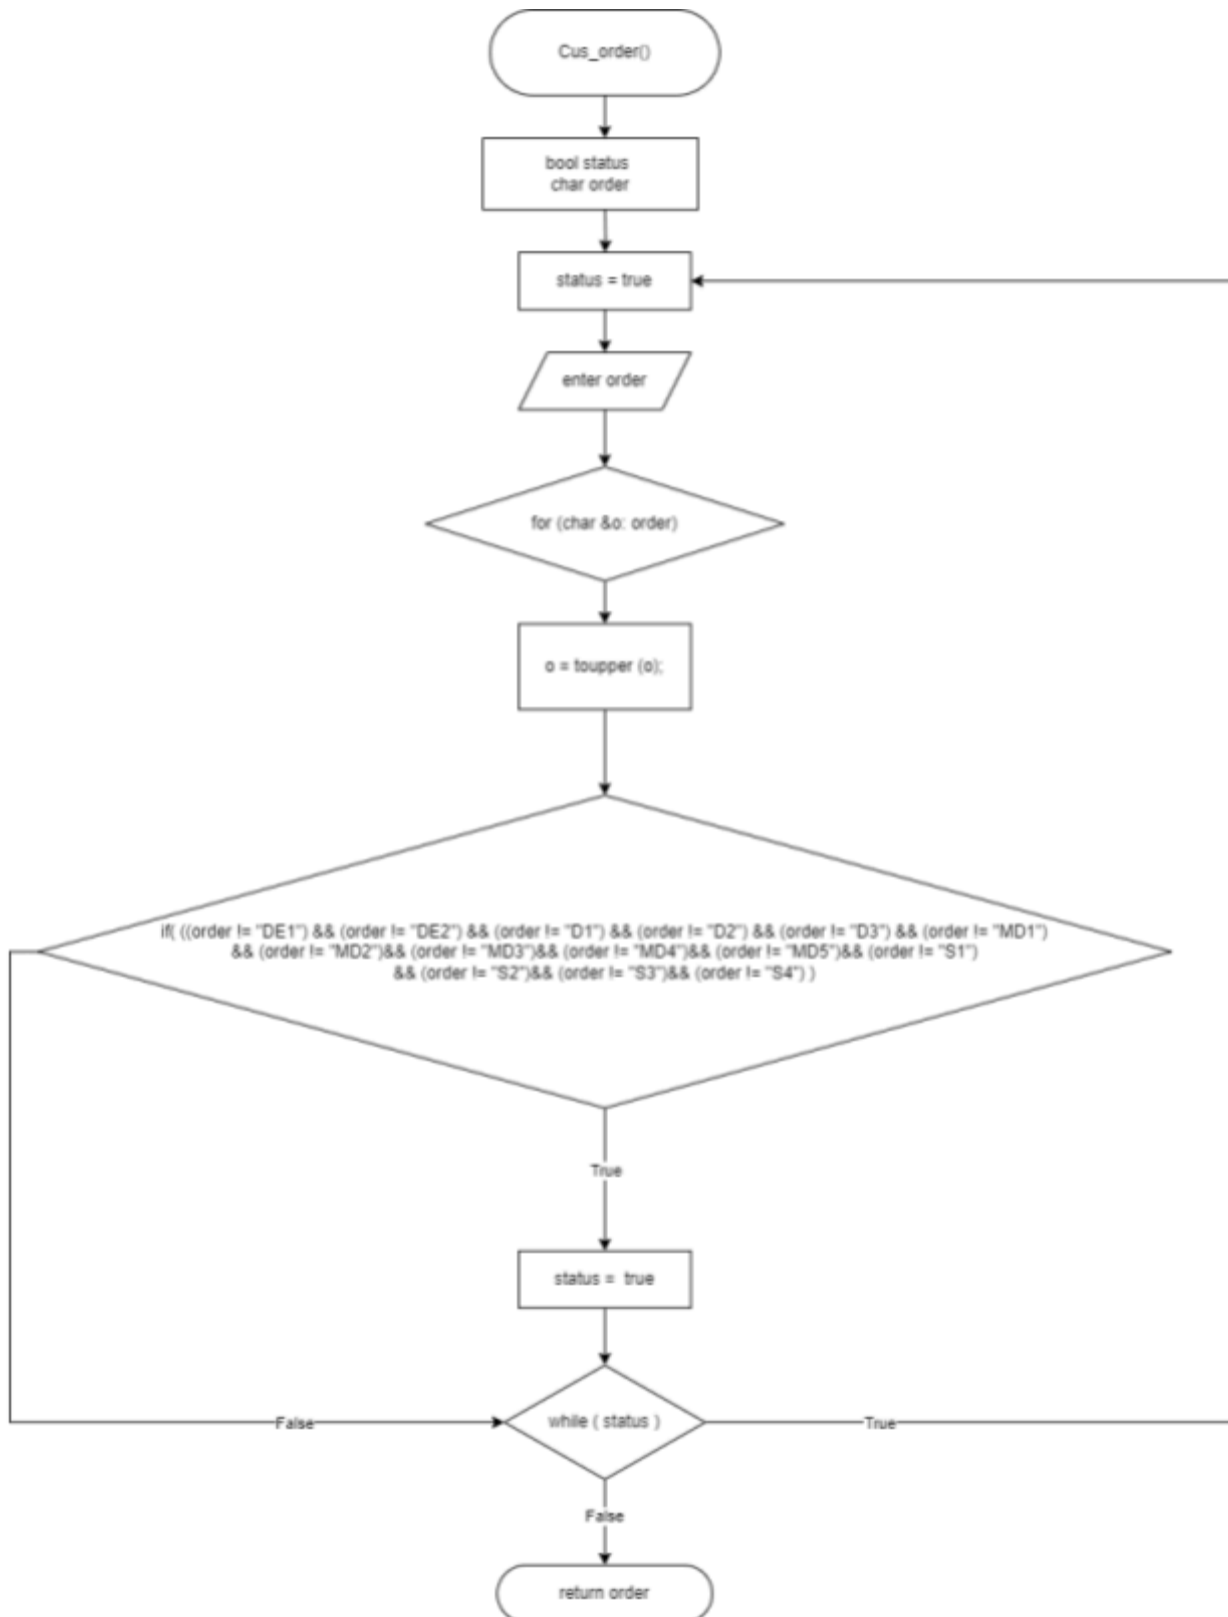 Cus_order()
bool status
char order
status = true
enter order
for (char &o: order)
o = toupper (o);
if( ((order != "DE1") && (order != "DE2") && (order != "D1") && (order != "D2") && (order != "D3") && (order != "MD1")
&& (order != "MD2")&& (order != "MD3")&& (order != "MD4")&& (order != "MD5")&& (order != "S1")
&& (order != "S2")&& (order != "S3")&& (order != "S4") )
True
status = true
while ( status )
False
True
False
return order